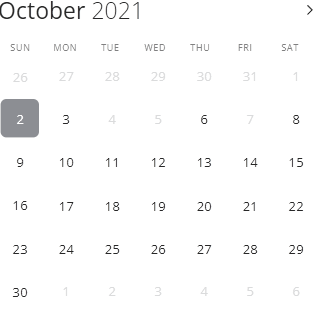 October 2021
SUN MON TUE WED THU FRI SAT
26 27 28 29 30 31 1
2 3 4 5 6 7 8
9 10 11 12 13 14 15
16 17 18 19 20 21 22
23 24 25 26 27 28 29
30 1 2 3 4 5 6